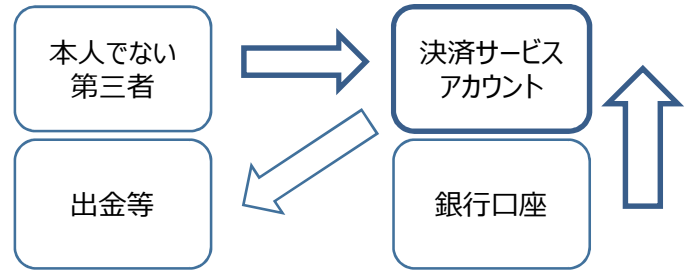 本人でない
第三者
決済サービス
アカウント
出金等
銀行口座